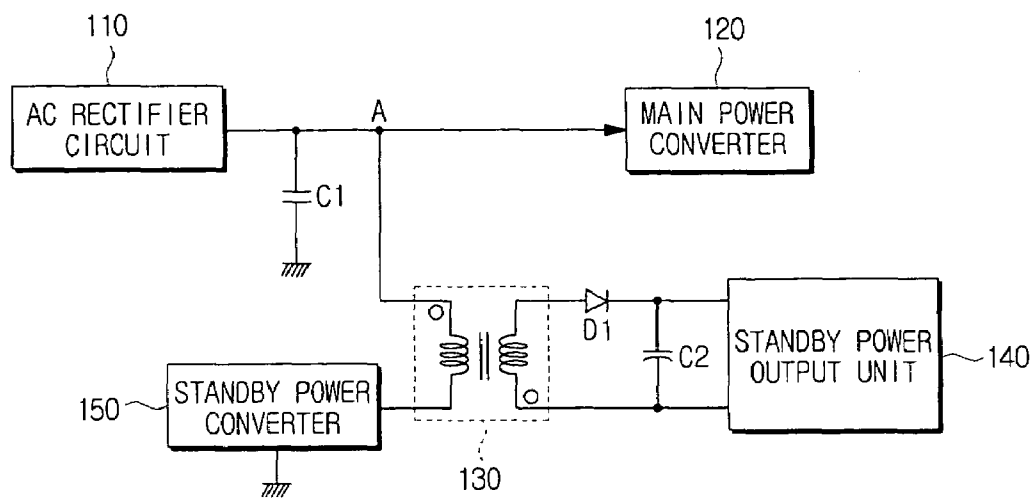 110
120
AC RECTIFIER
CIRCUIT
A
MAIN POWER
CONVERTER
C1
D1
C2
STANDBY POWER
OUTPUT UNIT
140
150
STANDBY POWER
CONVERTER
130